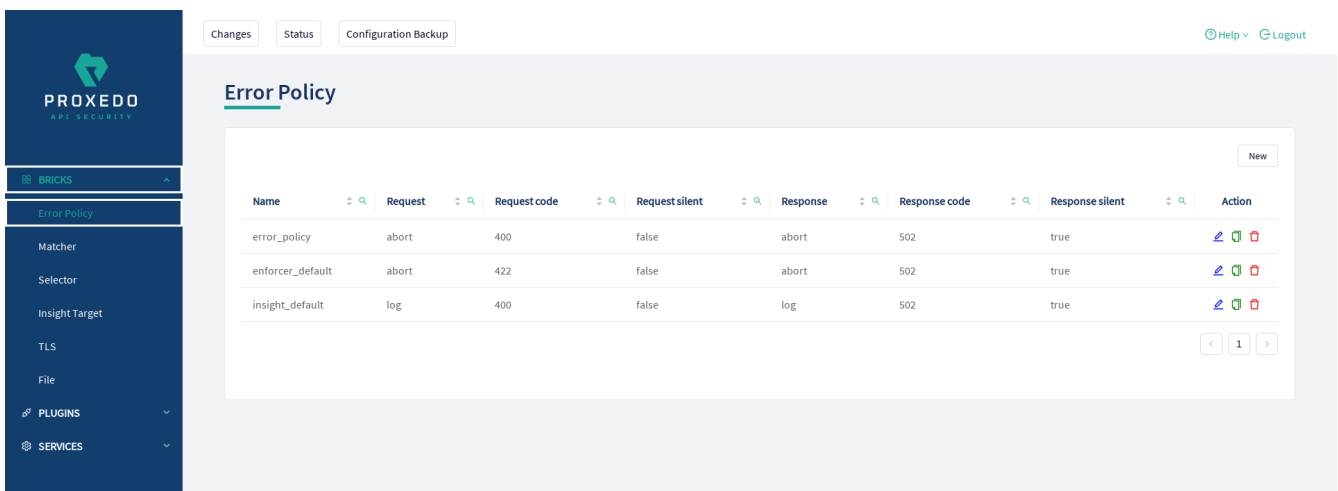 Changes Status Configuration Backup Help Logout
PROXEDO
API SECURITY
Error Policy
BRICKS
Error Policy
Matcher
Selector
Insight Target
TLS
File
PLUGINS
SERVICES
New
Name Request Request code Request silent Response Response code Response silent Action
error_policy abort 400 false abort 502 true
enforcer_default abort 422 false abort 502 true
insight_default log 400 false log 502 true
< 1 >